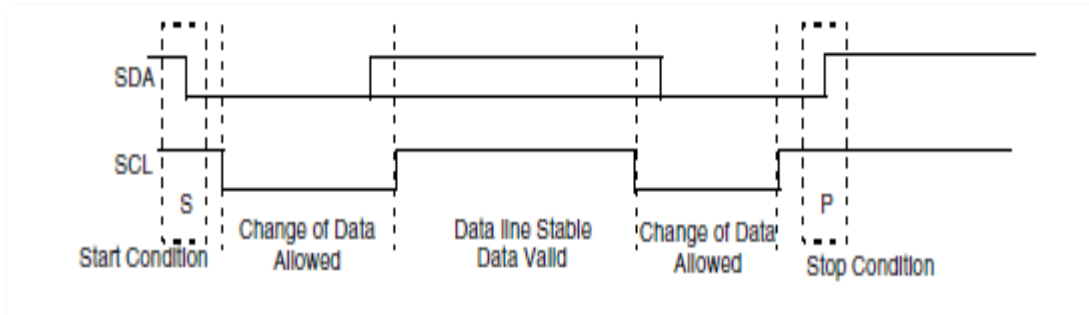 SDA
SCL
S
P
Change of Data
Allowed
Data line Stable
Data Valid
Change of Data
Allowed
Start Condition
Stop Condition